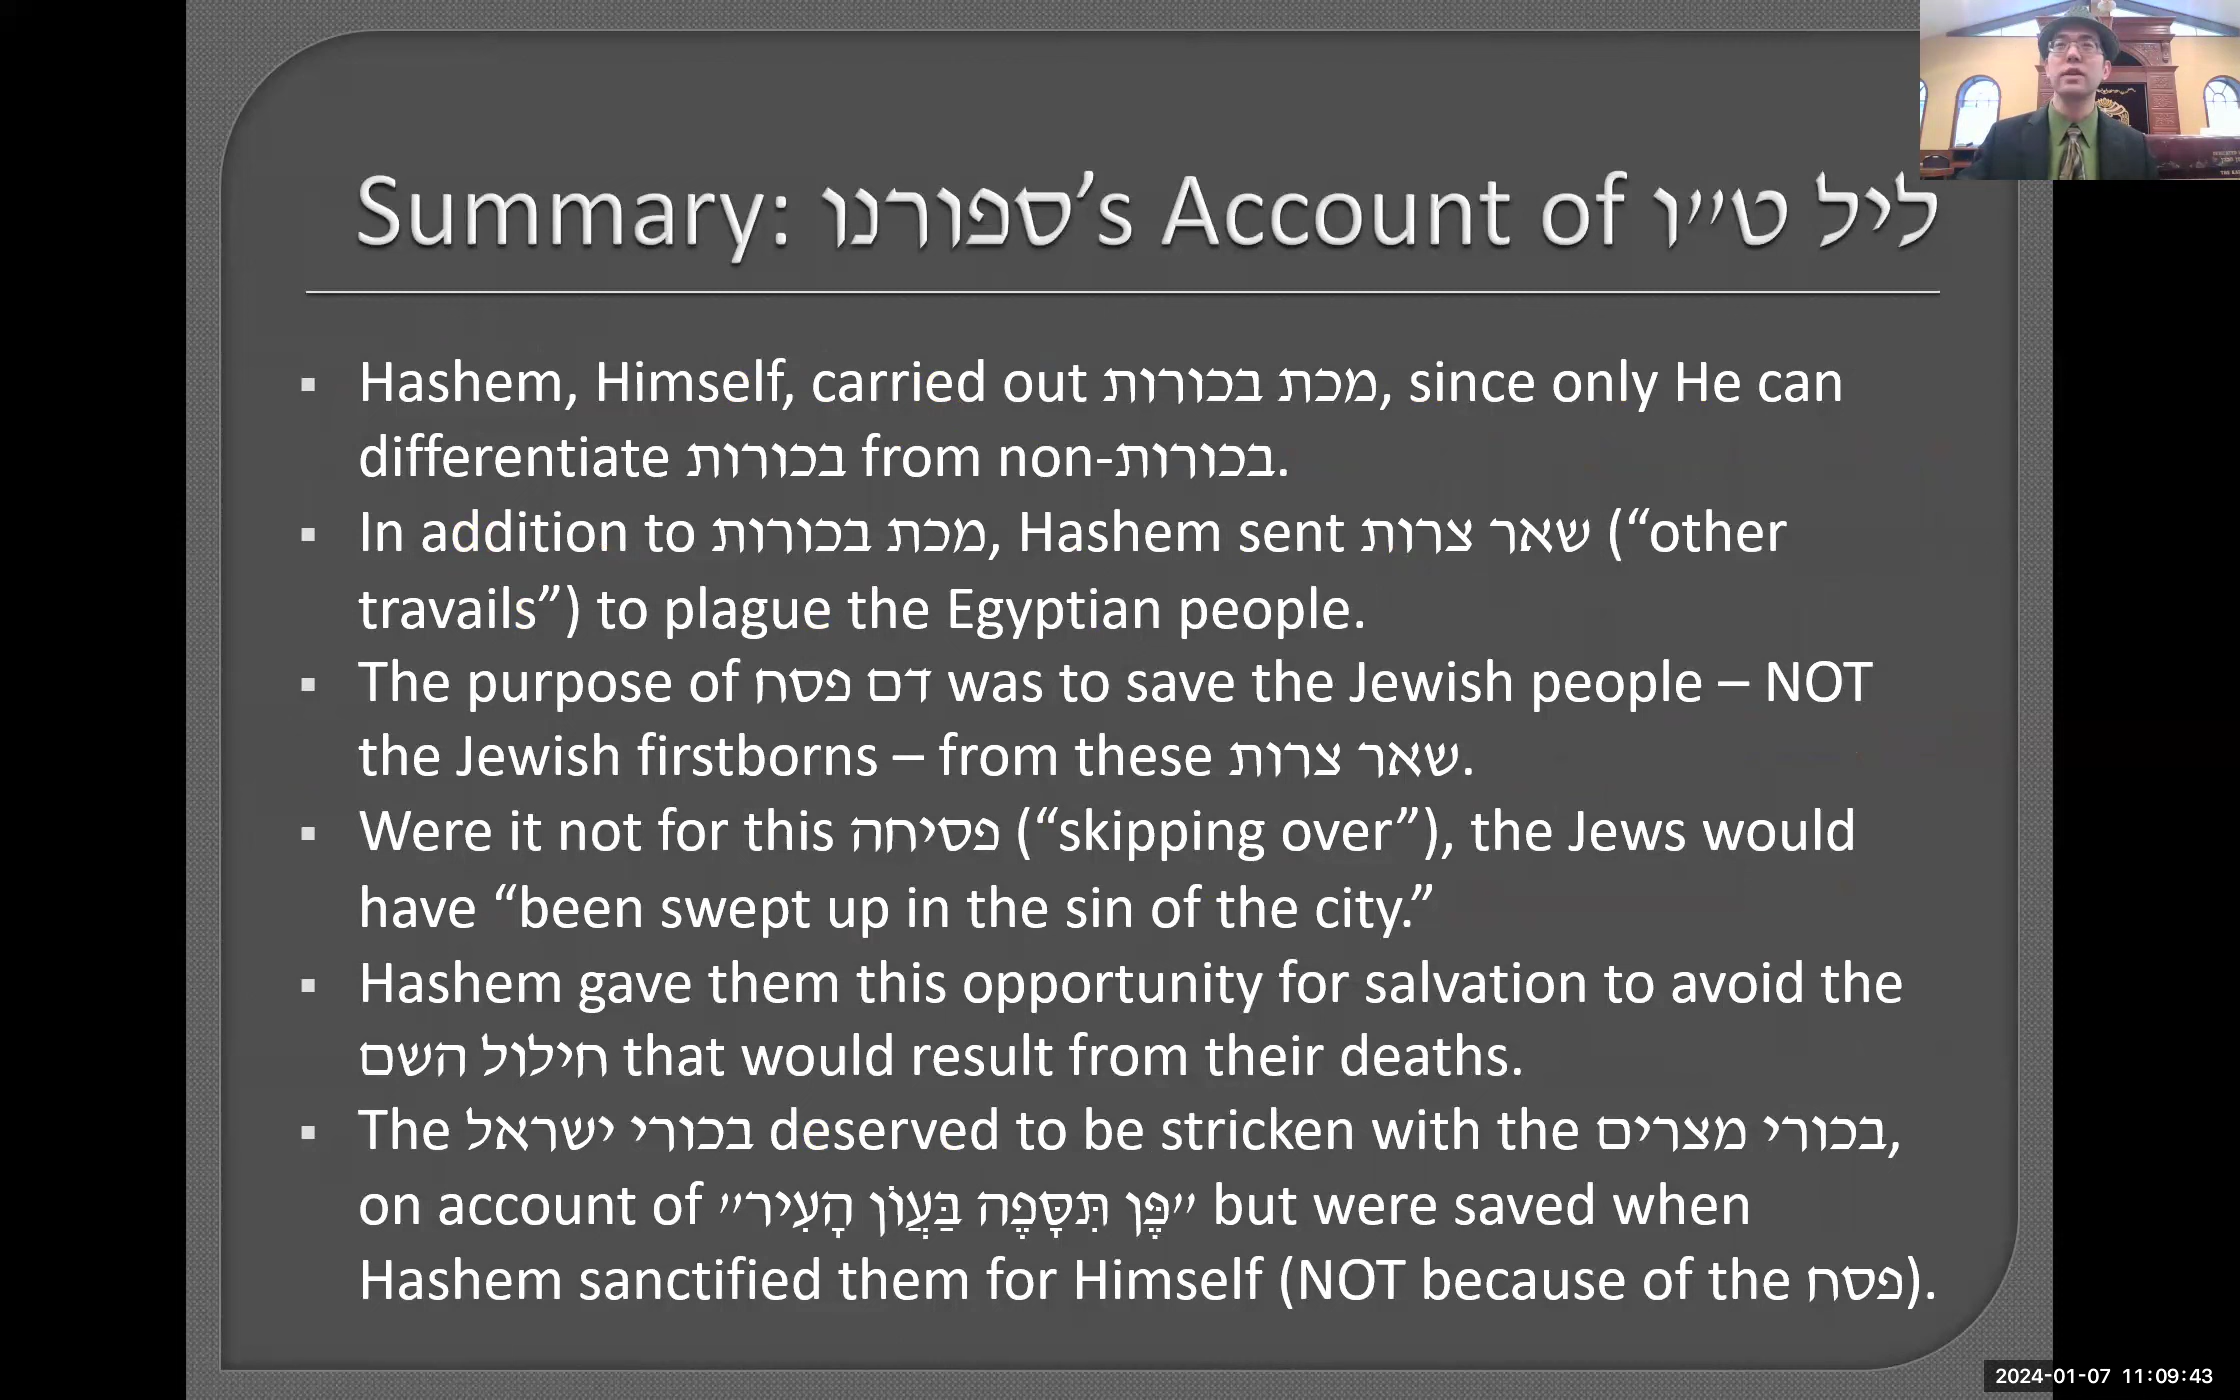 Summary: ספורנו’s Account of ליל ט״ו
▪ Hashem, Himself, carried out מכת בכורות, since only He can
differentiate בכורות from non-בכורות.
▪ In addition to מכת בכורות, Hashem sent שאר צרות (“other
travails”) to plague the Egyptian people.
▪ The purpose of דם פסח was to save the Jewish people – NOT
the Jewish firstborns – from these שאר צרות.
▪ Were it not for this פסיחה (“skipping over”), the Jews would
have “been swept up in the sin of the city.”
▪ Hashem gave them this opportunity for salvation to avoid the
חילול השם that would result from their deaths.
▪ The בכורי ישראל deserved to be stricken with the בכורי מצרים,
on account of ״פֶּן תִּסָּפֶה בַּעֲוֹן הָעִיר״ but were saved when
Hashem sanctified them for Himself (NOT because of the פסח).
2024-01-07 11:09:43